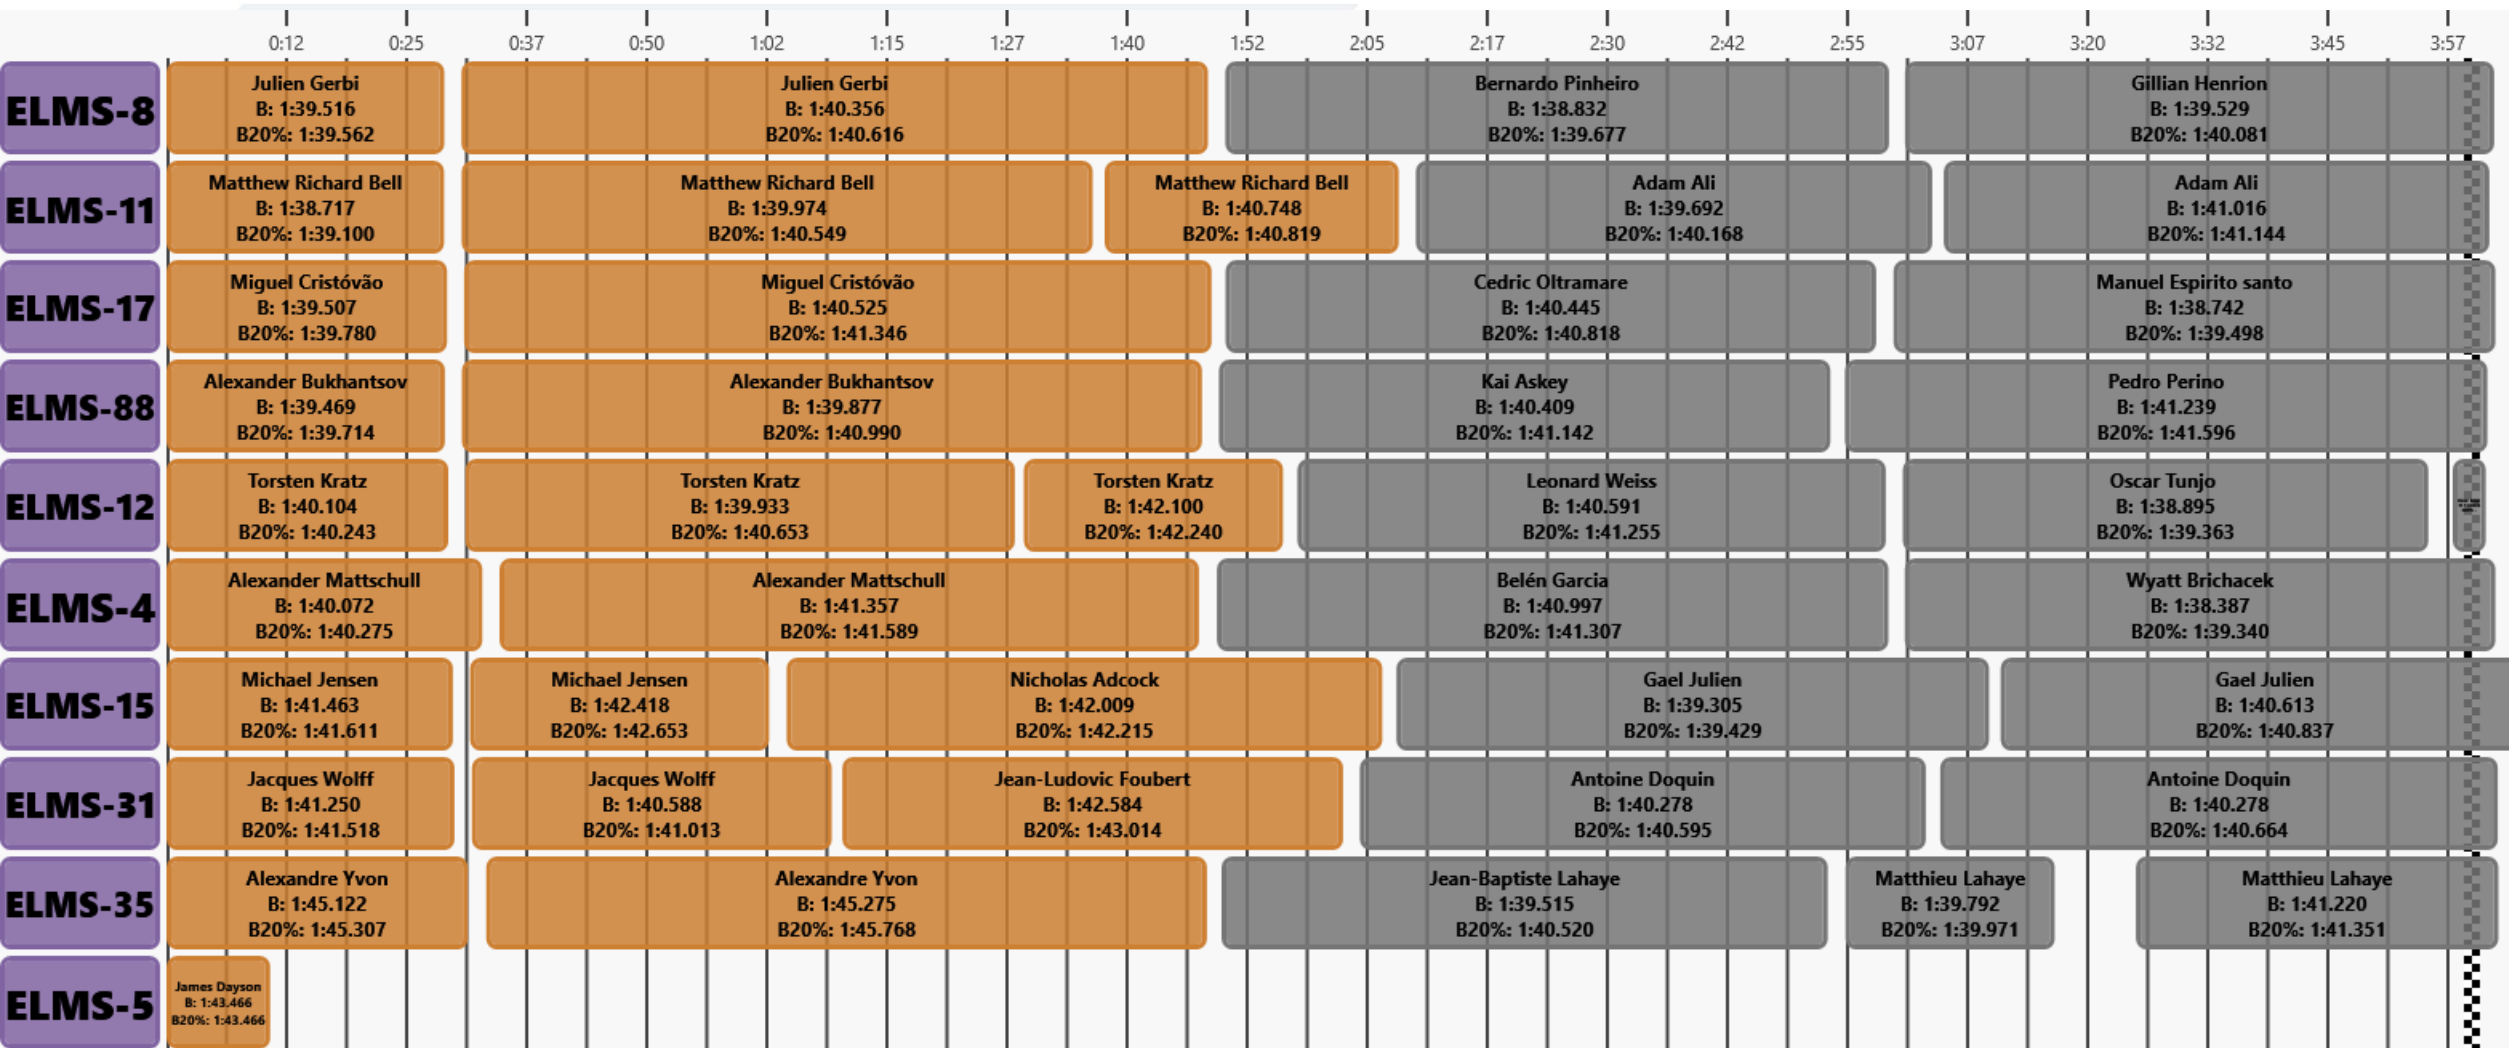 0:12 0:25 0:37 0:50 1:02 1:15 1:27 1:40 1:52 2:05 2:17 2:30 2:42 2:55 3:07 3:20 3:32 3:45 3:57
ELMS-8
Julien Gerbi
B: 1:39.516
B20%: 1:39.562
Julien Gerbi
B: 1:40.356
B20%: 1:40.616
Bernardo Pinheiro
B: 1:38.832
B20%: 1:39.677
Gillian Henrion
B: 1:39.529
B20%: 1:40.081
ELMS-11
Matthew Richard Bell
B: 1:38.717
B20%: 1:39.100
Matthew Richard Bell
B: 1:39.974
B20%: 1:40.549
Matthew Richard Bell
B: 1:40.748
B20%: 1:40.819
Adam Ali
B: 1:39.692
B20%: 1:40.168
Adam Ali
B: 1:41.016
B20%: 1:41.144
ELMS-17
Miguel Cristóvão
B: 1:39.507
B20%: 1:39.780
Miguel Cristóvão
B: 1:40.525
B20%: 1:41.346
Cedric Oltramare
B: 1:40.445
B20%: 1:40.818
Manuel Espirito santo
B: 1:38.742
B20%: 1:39.498
ELMS-88
Alexander Bukhantsov
B: 1:39.469
B20%: 1:39.714
Alexander Bukhantsov
B: 1:39.877
B20%: 1:40.990
Kai Askey
B: 1:40.409
B20%: 1:41.142
Pedro Perino
B: 1:41.239
B20%: 1:41.596
ELMS-12
Torsten Kratz
B: 1:40.104
B20%: 1:40.243
Torsten Kratz
B: 1:39.933
B20%: 1:40.653
Torsten Kratz
B: 1:42.100
B20%: 1:42.240
Leonard Weiss
B: 1:40.591
B20%: 1:41.255
Oscar Tunjo
B: 1:38.895
B20%: 1:39.363
ELMS-4
Alexander Mattschull
B: 1:40.072
B20%: 1:40.275
Alexander Mattschull
B: 1:41.357
B20%: 1:41.589
Belén Garcia
B: 1:40.997
B20%: 1:41.307
Wyatt Brichacek
B: 1:38.387
B20%: 1:39.340
ELMS-15
Michael Jensen
B: 1:41.463
B20%: 1:41.611
Michael Jensen
B: 1:42.418
B20%: 1:42.653
Nicholas Adcock
B: 1:42.009
B20%: 1:42.215
Gael Julien
B: 1:39.305
B20%: 1:39.429
Gael Julien
B: 1:40.613
B20%: 1:40.837
ELMS-31
Jacques Wolff
B: 1:41.250
B20%: 1:41.518
Jacques Wolff
B: 1:40.588
B20%: 1:41.013
Jean-Ludovic Foubert
B: 1:42.584
B20%: 1:43.014
Antoine Doquin
B: 1:40.278
B20%: 1:40.595
Antoine Doquin
B: 1:40.278
B20%: 1:40.664
ELMS-35
Alexandre Yvon
B: 1:45.122
B20%: 1:45.307
Alexandre Yvon
B: 1:45.275
B20%: 1:45.768
Jean-Baptiste Lahaye
B: 1:39.515
B20%: 1:40.520
Matthieu Lahaye
B: 1:39.792
B20%: 1:39.971
Matthieu Lahaye
B: 1:41.220
B20%: 1:41.351
ELMS-5
James Dayson
B: 1:43.466
B20%: 1:43.466